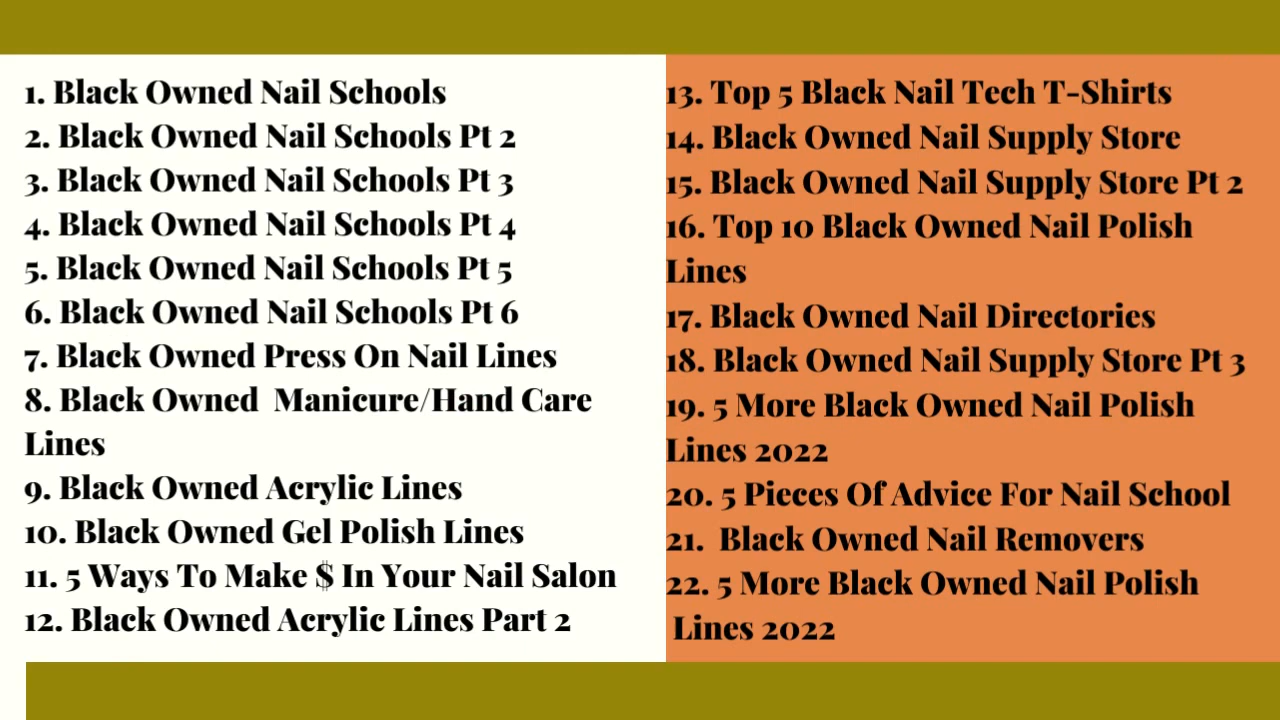 1. Black Owned Nail Schools
2. Black Owned Nail Schools Pt 2
3. Black Owned Nail Schools Pt 3
4. Black Owned Nail Schools Pt 4
5. Black Owned Nail Schools Pt 5
6. Black Owned Nail Schools Pt 6
7. Black Owned Press On Nail Lines
8. Black Owned  Manicure/Hand Care
Lines
9. Black Owned Acrylic Lines
10. Black Owned Gel Polish Lines
11. 5 Ways To Make $ In Your Nail Salon
12. Black Owned Acrylic Lines Part 2
13. Top 5 Black Nail Tech T-Shirts
14. Black Owned Nail Supply Store
15. Black Owned Nail Supply Store Pt 2
16. Top 10 Black Owned Nail Polish
Lines
17. Black Owned Nail Directories
18. Black Owned Nail Supply Store Pt 3
19. 5 More Black Owned Nail Polish
Lines 2022
20. 5 Pieces Of Advice For Nail School
21.  Black Owned Nail Removers
22. 5 More Black Owned Nail Polish
Lines 2022